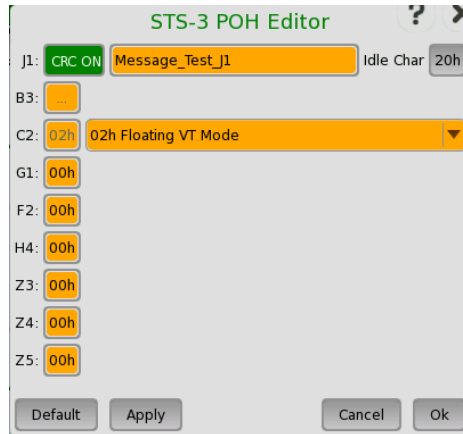 STS-3 POH Editor ?
J1: CRC ON Message_Test_J1 Idle Char 20h
B3: ...
C2: 02h 02h Floating VT Mode
G1: 00h
F2: 00h
H4: 00h
Z3: 00h
Z4: 00h
Z5: 00h
Default Apply Cancel Ok